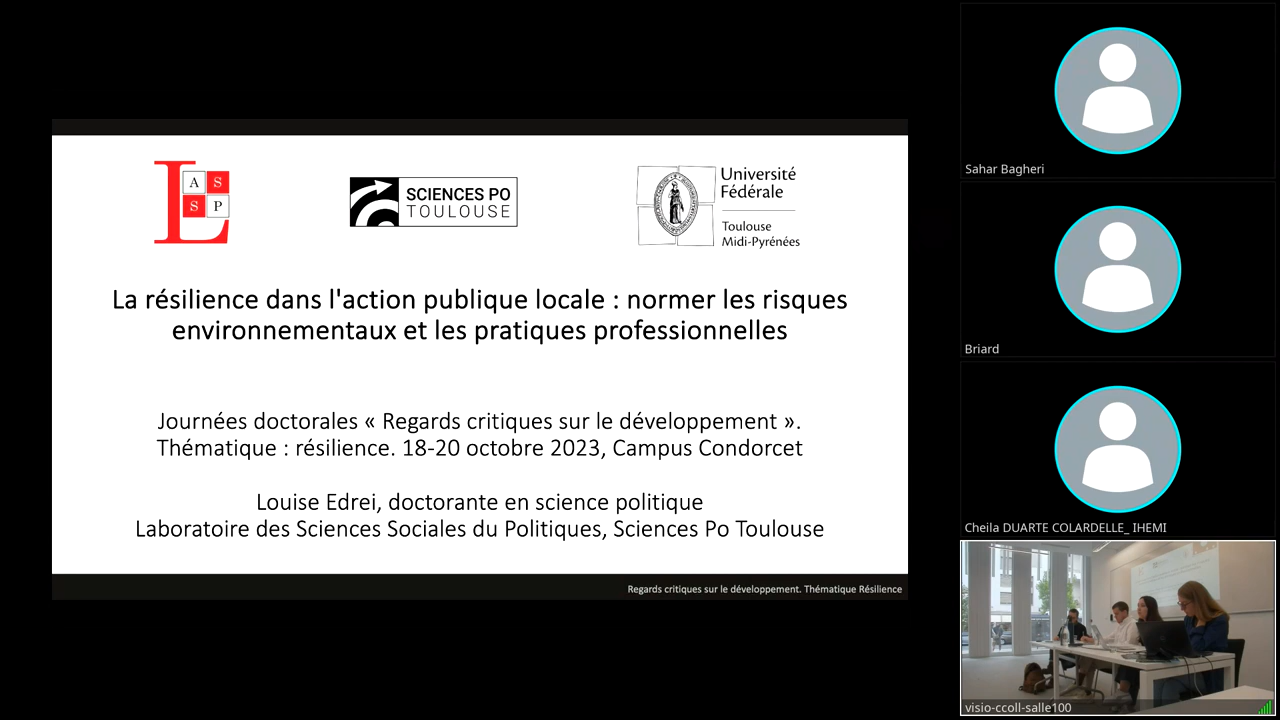 A S
S P
SCIENCES PO
TOULOUSE
Université
Fédérale
Toulouse
Midi-Pyrénées
La résilience dans l'action publique locale : normer les risques
environnementaux et les pratiques professionnelles
Journées doctorales « Regards critiques sur le développement ».
Thématique : résilience. 18-20 octobre 2023, Campus Condorcet
Louise Edrei, doctorante en science politique
Laboratoire des Sciences Sociales du Politiques, Sciences Po Toulouse
Regards critiques sur le développement. Thématique Résilience
Sahar Bagheri
Briard
Cheila DUARTE COLARDELLE_ IHEMI
visio-ccoll-salle100